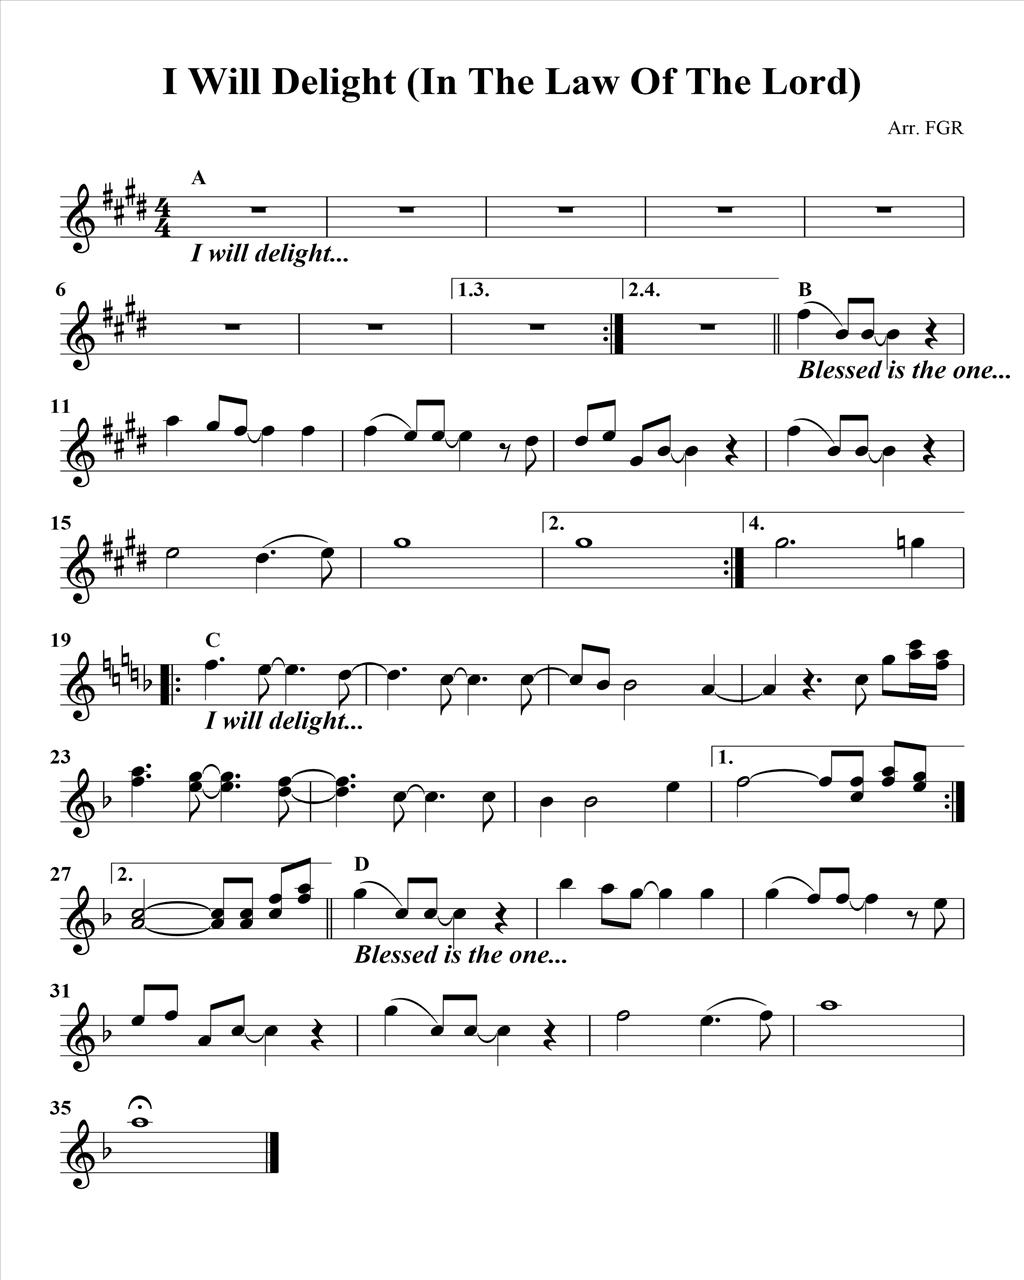 I Will Delight (In The Law Of The Lord)
Arr. FGR
A
4
4
I will delight...
6
1.3.
2.4.
B
Blessed is the one...
11
15
2.
4.
19
C
I will delight...
23
1.
27
2.
D
Blessed is the one...
31
35